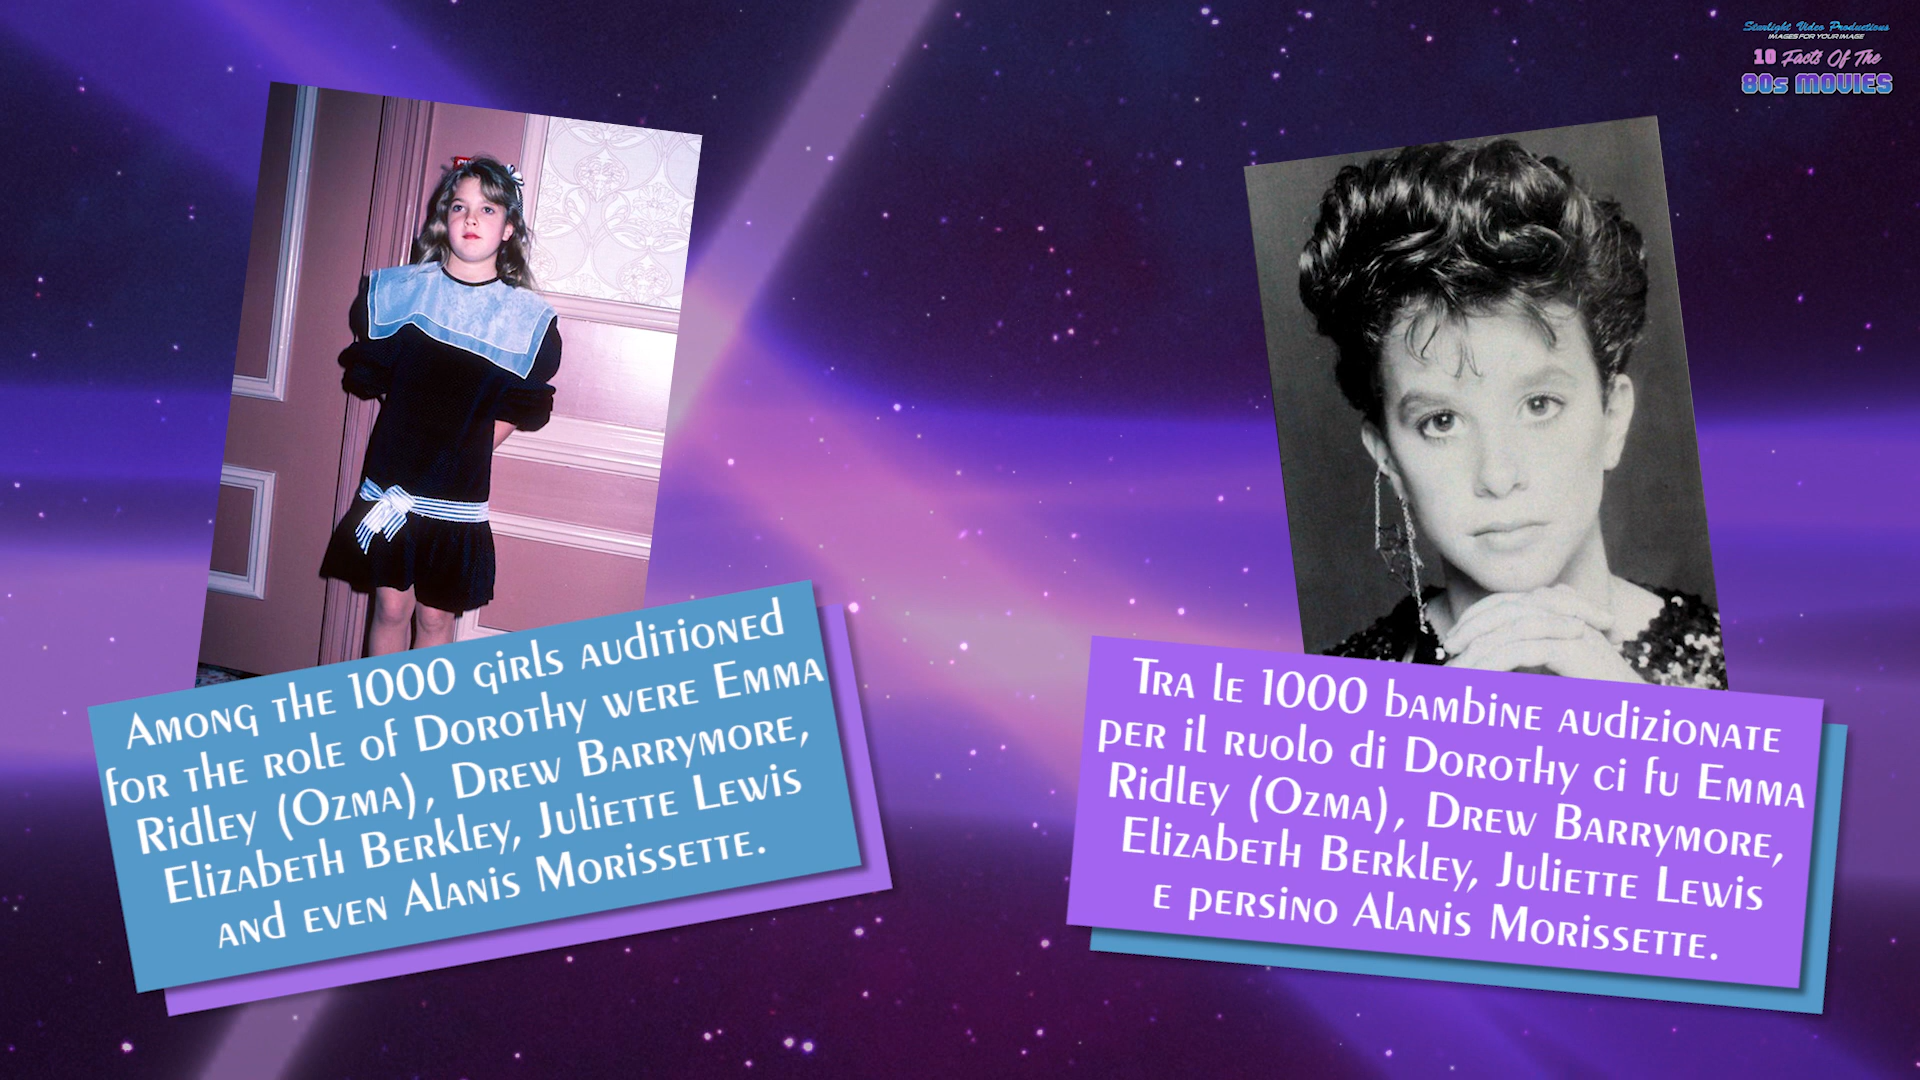 Starlight Video Productions
IMAGES FOR YOUR IMAGE
10 Facts Of The
80s MOVIES
Among the 1000 girls auditioned
for the role of Dorothy were Emma
Ridley (Ozma), Drew Barrymore,
Elizabeth Berkley, Juliette Lewis
and even Alanis Morissette.
Tra le 1000 bambine audizionate
per il ruolo di Dorothy ci fu Emma
Ridley (Ozma), Drew Barrymore,
Elizabeth Berkley, Juliette Lewis
e persino Alanis Morissette.